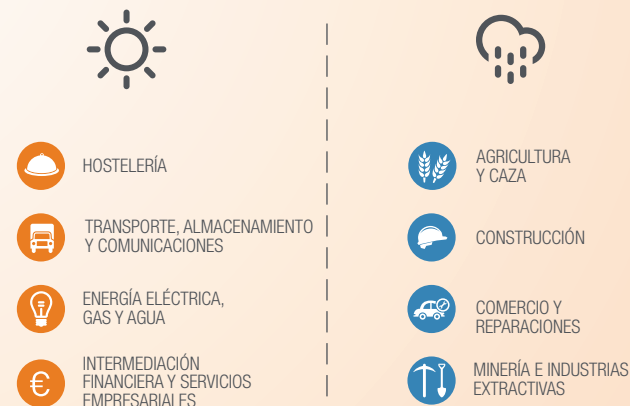 HOSTELERÍA
TRANSPORTE, ALMACENAMIENTO
Y COMUNICACIONES
ENERGÍA ELÉCTRICA,
GAS Y AGUA
€
INTERMEDIACIÓN
FINANCIERA Y SERVICIOS
EMPRESARIALES
AGRICULTURA
Y CAZA
CONSTRUCCIÓN
COMERCIO Y
REPARACIONES
MINERÍA E INDUSTRIAS
EXTRACTIVAS